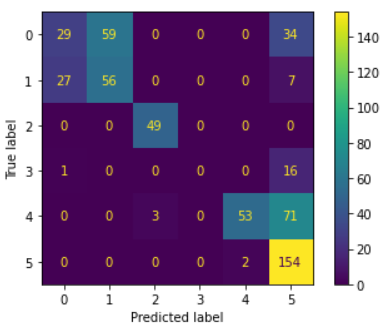 0 29 59 0 0 0 34
1 27 56 0 0 0 7
2 0 0 49 0 0 0
3 1 0 0 0 0 16
4 0 0 3 0 53 71
5 0 0 0 0 2 154
0 1 2 3 4 5
Predicted label
True label
140
120
100
80
60
40
20
0